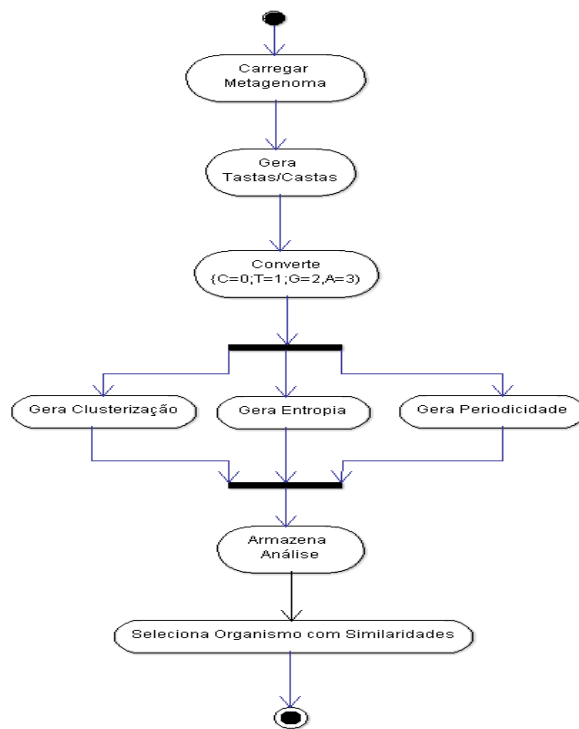 Carregar
Metagenoma
Gera
Tastas/Castas
Converte
{C=0;T=1;G=2,A=3)
Gera Clusterização
Gera Entropia
Gera Periodicidade
Armazena
Análise
Seleciona Organismo com Similaridades